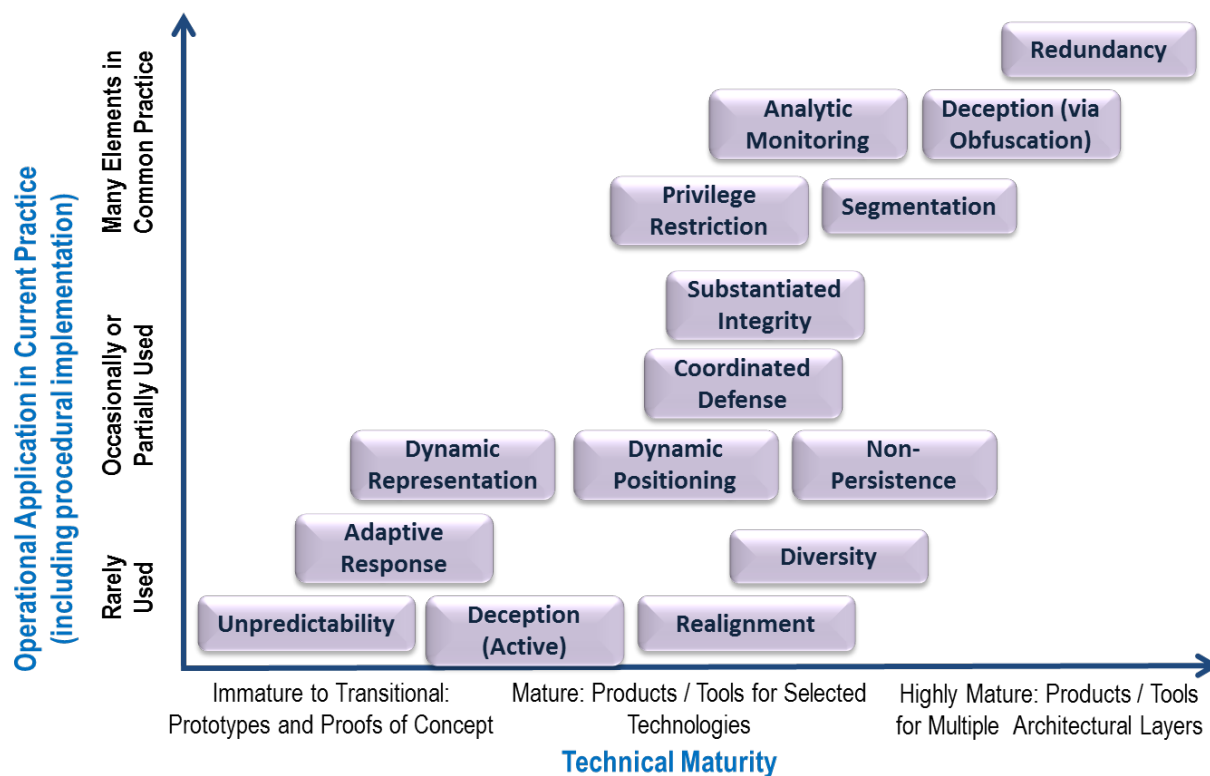 Operational Application in Current Practice
(including procedural implementation)
Many Elements in
Common Practice
Occasionally or
Partially Used
Rarely
Used
Redundancy
Analytic
Monitoring
Deception (via
Obfuscation)
Privilege
Restriction
Segmentation
Substantiated
Integrity
Coordinated
Defense
Dynamic
Representation
Dynamic
Positioning
Non-
Persistence
Adaptive
Response
Diversity
Unpredictability
Deception
(Active)
Realignment
Immature to Transitional:
Prototypes and Proofs of Concept
Mature: Products / Tools for Selected
Technologies
Highly Mature: Products / Tools
for Multiple Architectural Layers
Technical Maturity